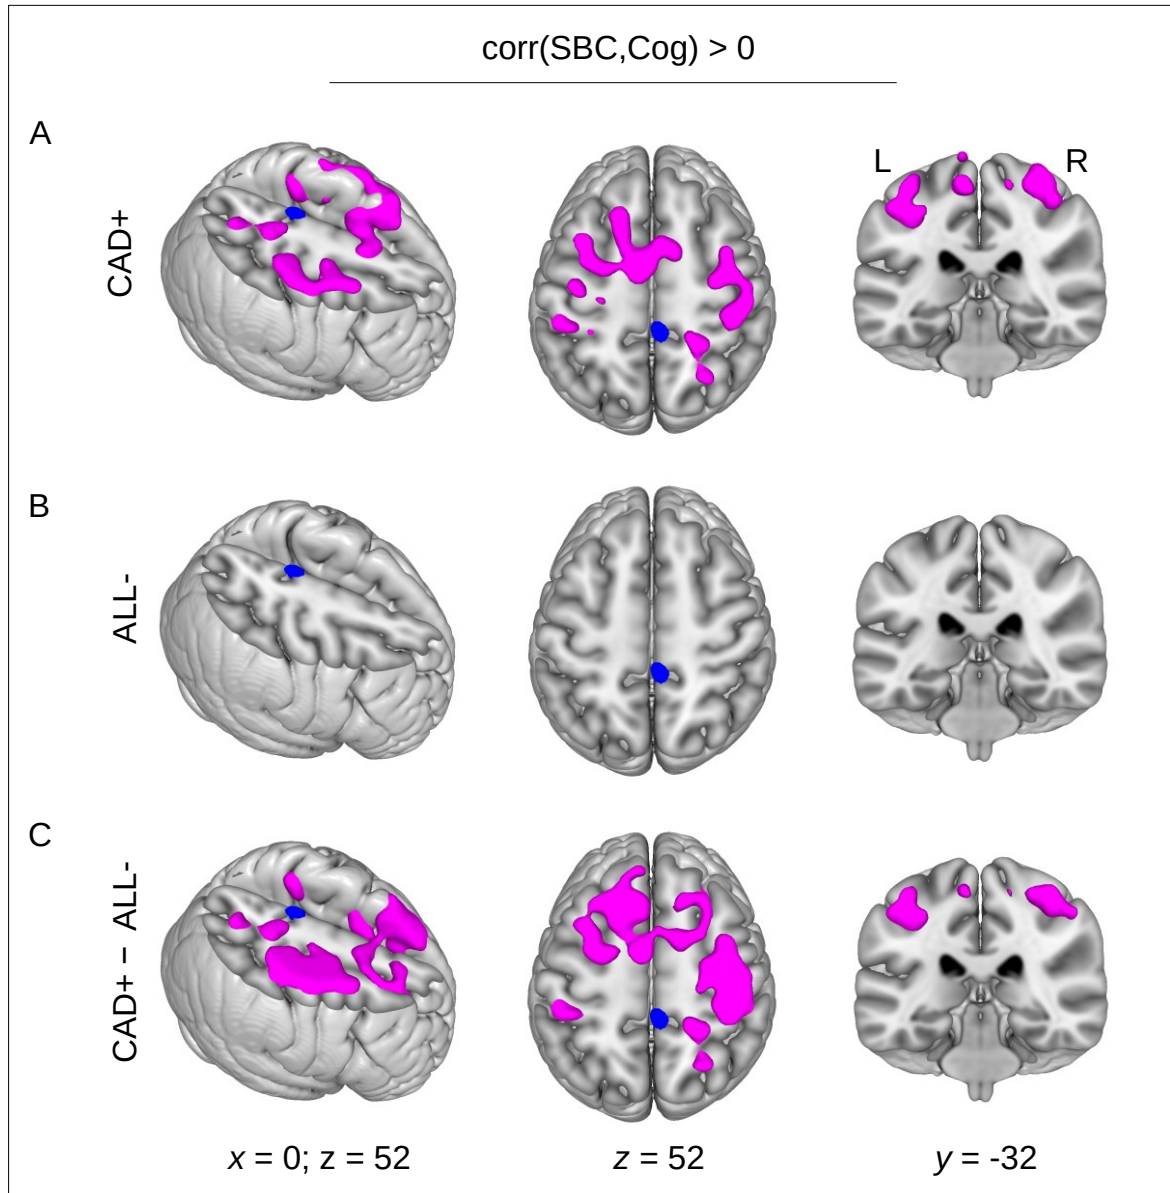 corr(SBC,Cog) > 0
A
CAD+
L
R
B
ALL-
C
CAD+ − ALL-
x = 0; z = 52
z = 52
y = -32